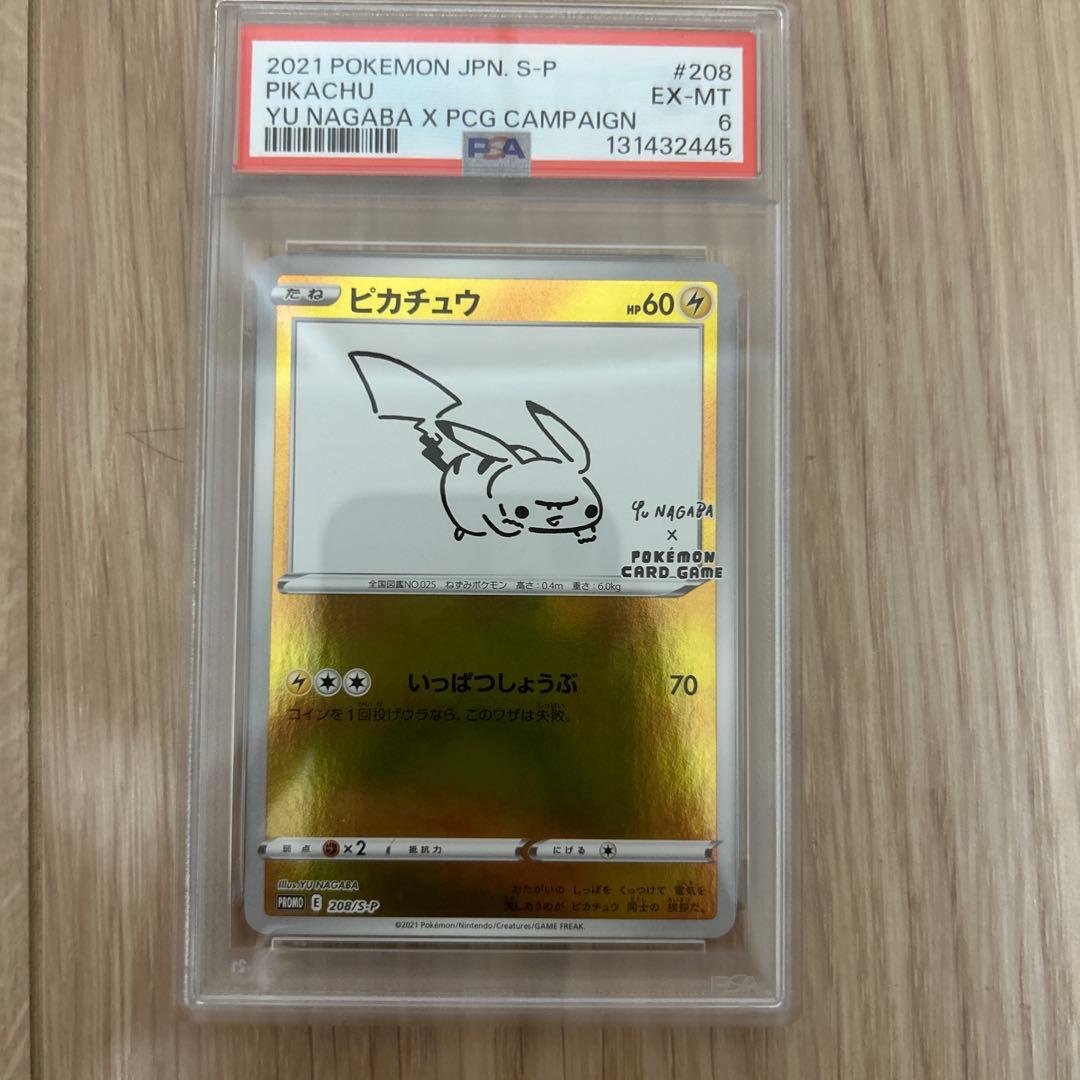 2021 POKEMON JPN. S-P #208
PIKACHU EX-MT
YU NAGABA X PCG CAMPAIGN 6
PSA 131432445
たね ピカチュウ HP60
YU NAGABA
×
POKÉMON
CARD GAME
全国図鑑NO.025 ねずみポケモン 高さ:0.4m 重さ:6.0kg
いっぱつしょうぶ 70
コインを1回投げウラなら、このワザは失敗。
弱点 ×2 抵抗力 にげる
Illus.YU NAGABA
おたがいの しっぽを くっつけて 電気を
流しあうのが ピカチュウ 同士の 挨拶だ。
PROMO E 208/S-P
©2021 Pokémon/Nintendo/Creatures/GAME FREAK.
PSA